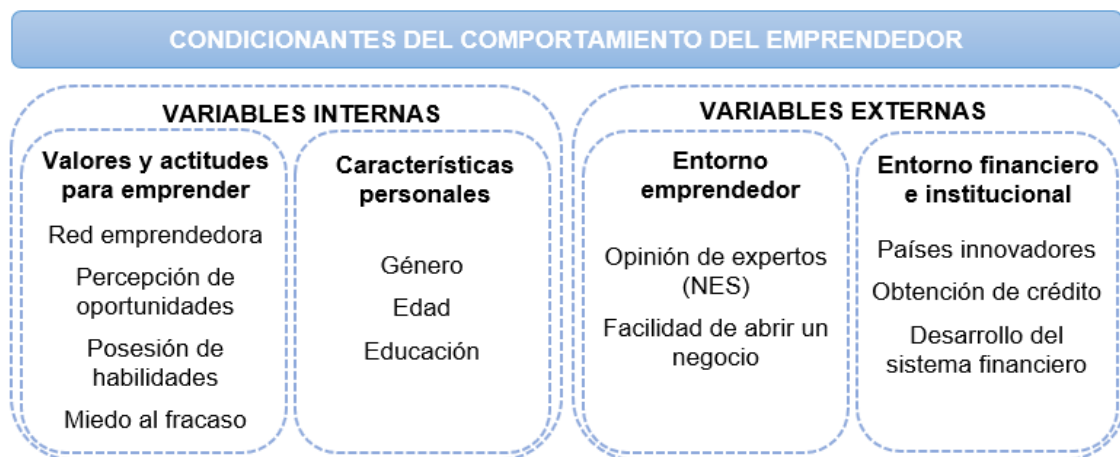 CONDICIONANTES DEL COMPORTAMIENTO DEL EMPRENDEDOR
VARIABLES INTERNAS
Valores y actitudes
para emprender
Red emprendedora
Percepción de
oportunidades
Posesión de
habilidades
Miedo al fracaso
Características
personales
Género
Edad
Educación
VARIABLES EXTERNAS
Entorno
emprendedor
Opinión de expertos
(NES)
Facilidad de abrir un
negocio
Entorno financiero
e institucional
Países innovadores
Obtención de crédito
Desarrollo del
sistema financiero